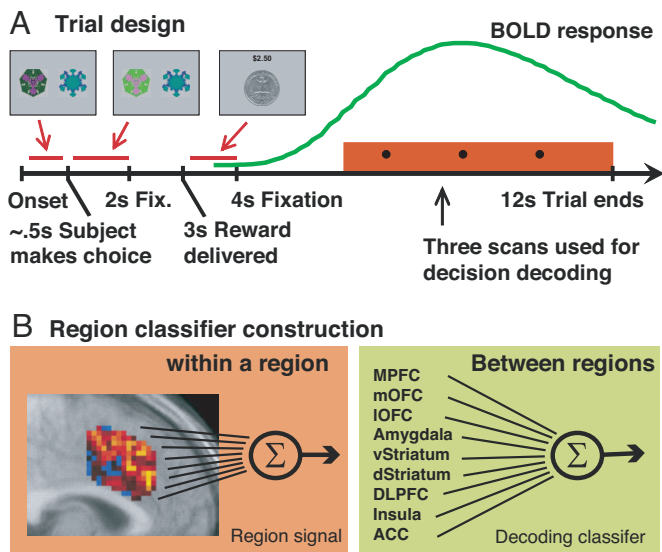 A
Trial design
BOLD response
$2.50
Onset
2s Fix.
4s Fixation
12s Trial ends
~.5s Subject
makes choice
3s Reward
delivered
Three scans used for
decision decoding
B Region classifier construction
within a region
Σ
Region signal
Between regions
MPFC
mOFC
lOFC
Amygdala
vStriatum
dStriatum
DLPFC
Insula
ACC
Σ
Decoding classifer